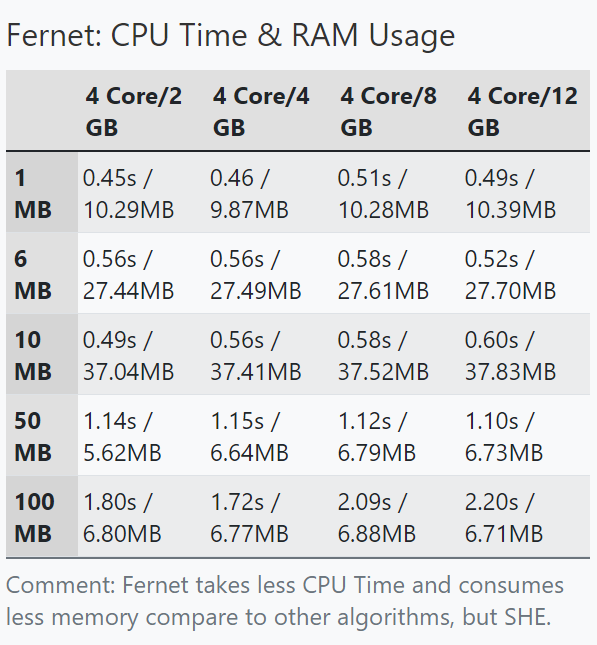 Fernet: CPU Time & RAM Usage
4 Core/2 4 Core/4 4 Core/8 4 Core/12
GB GB GB GB
1 0.45s / 0.46 / 0.51s / 0.49s /
MB 10.29MB 9.87MB 10.28MB 10.39MB
6 0.56s / 0.56s / 0.58s / 0.52s /
MB 27.44MB 27.49MB 27.61MB 27.70MB
10 0.49s / 0.56s / 0.58s / 0.60s /
MB 37.04MB 37.41MB 37.52MB 37.83MB
50 1.14s / 1.15s / 1.12s / 1.10s /
MB 5.62MB 6.64MB 6.79MB 6.73MB
100 1.80s / 1.72s / 2.09s / 2.20s /
MB 6.80MB 6.77MB 6.88MB 6.71MB
Comment: Fernet takes less CPU Time and consumes
less memory compare to other algorithms, but SHE.